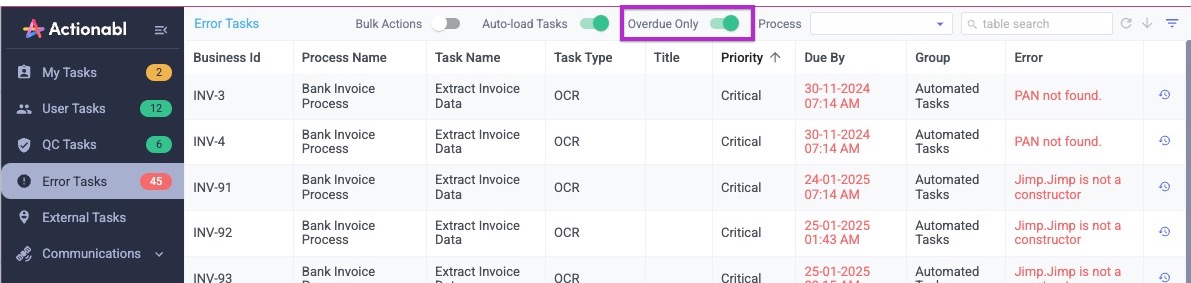 Actionabl
My Tasks 2
User Tasks 12
QC Tasks 6
Error Tasks 45
External Tasks
Communications
Error Tasks Bulk Actions Auto-load Tasks Overdue Only Process table search
Business Id Process Name Task Name Task Type Title Priority Due By Group Error
INV-3 Bank Invoice Extract Invoice OCR Critical 30-11-2024 Automated PAN not found.
Process Data 07:14 AM Tasks
INV-4 Bank Invoice Extract Invoice OCR Critical 30-11-2024 Automated PAN not found.
Process Data 07:14 AM Tasks
INV-91 Bank Invoice Extract Invoice OCR Critical 24-01-2025 Automated Jimp.Jimp is not a
Process Data 07:14 AM Tasks constructor
INV-92 Bank Invoice Extract Invoice OCR Critical 25-01-2025 Automated Jimp.Jimp is not a
Process Data 01:43 AM Tasks constructor
INV-93 Bank Invoice Extract Invoice OCR Critical 25-01-2025 Automated Jimp.Jimp is not a
Process Data Tasks constructor